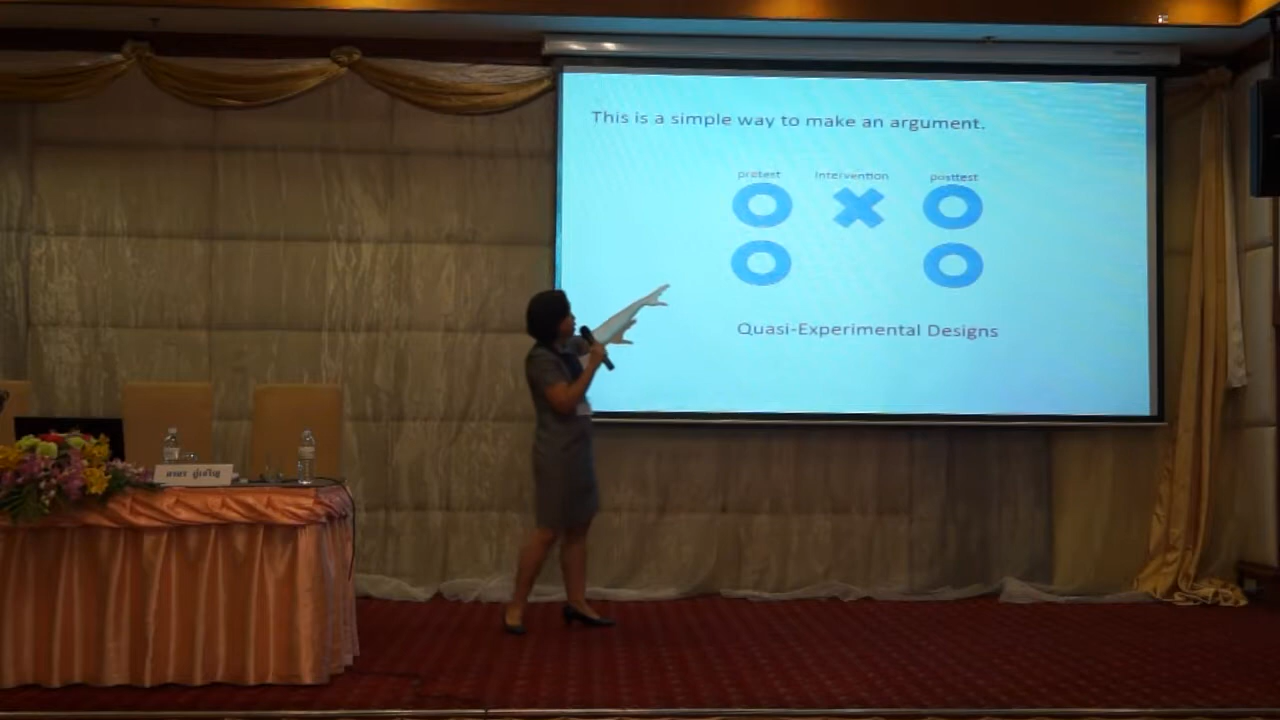 This is a simple way to make an argument.
pretest Intervention posttest
Quasi-Experimental Designs